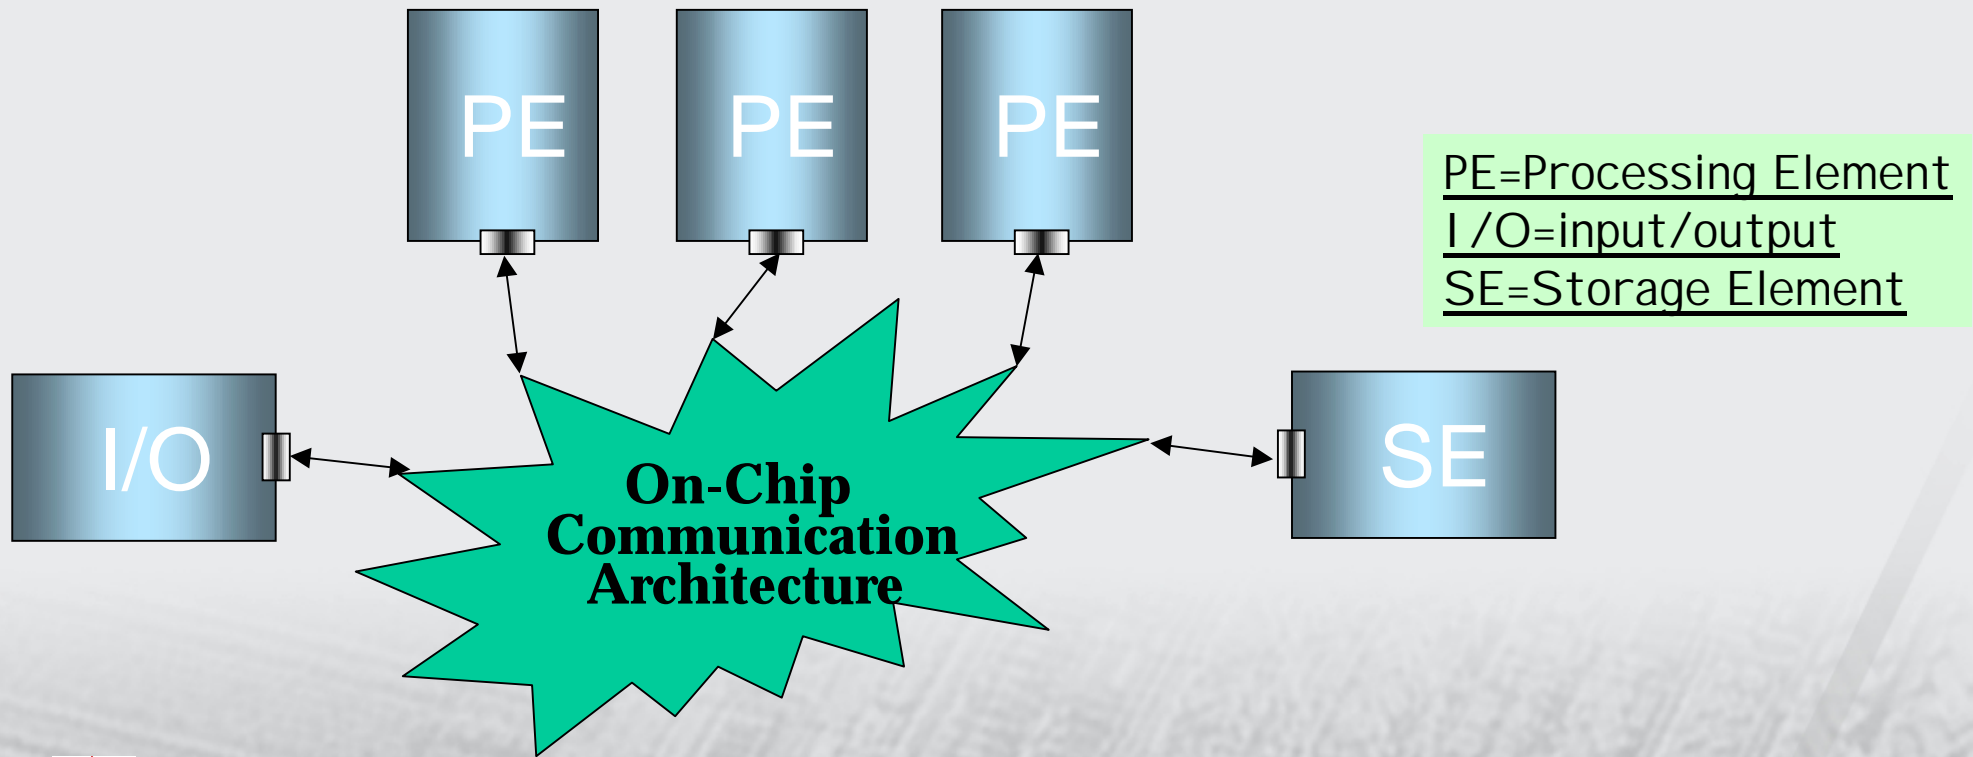 PE
PE
PE
PE=Processing Element
I/O=input/output
SE=Storage Element
I/O
SE
On-Chip
Communication
Architecture